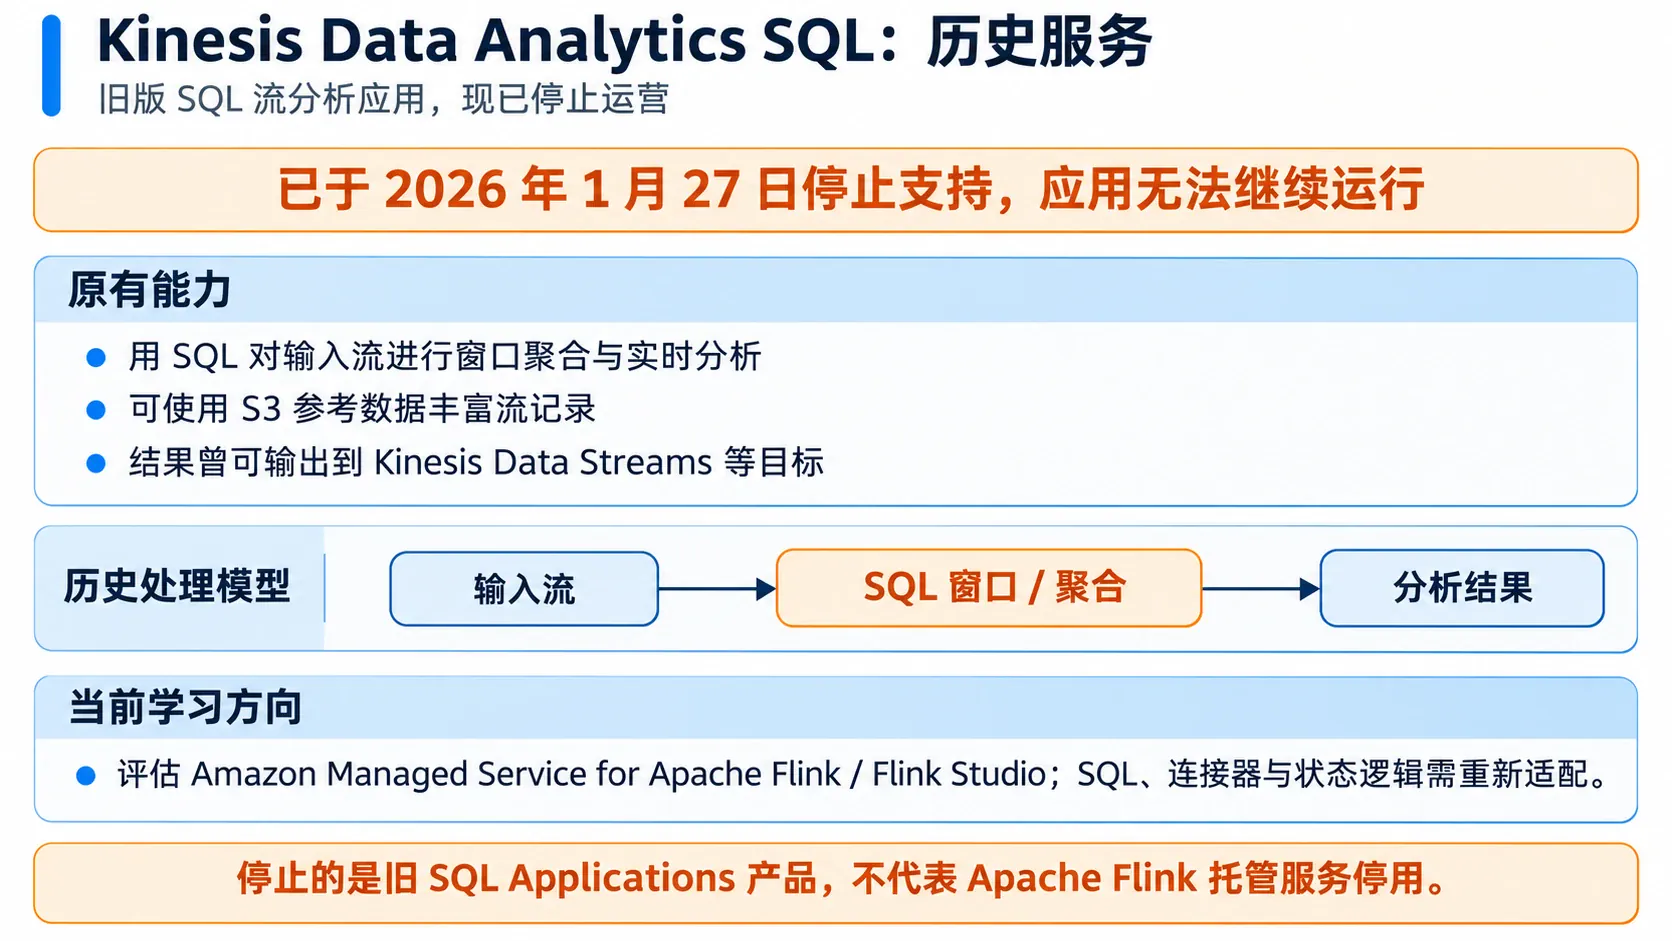 Kinesis Data Analytics SQL：历史服务
旧版 SQL 流分析应用，现已停止运营
已于 2026 年 1 月 27 日停止支持，应用无法继续运行
原有能力
用 SQL 对输入流进行窗口聚合与实时分析
可使用 S3 参考数据丰富流记录
结果曾可输出到 Kinesis Data Streams 等目标
历史处理模型
输入流
SQL 窗口 / 聚合
分析结果
当前学习方向
评估 Amazon Managed Service for Apache Flink / Flink Studio；SQL、连接器与状态逻辑需重新适配。
停止的是旧 SQL Applications 产品，不代表 Apache Flink 托管服务停用。